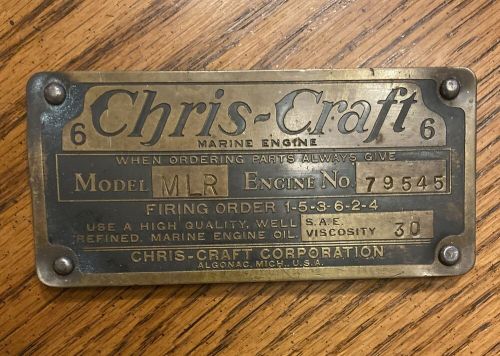 6 Chris-Craft 6
MARINE ENGINE
WHEN ORDERING PARTS ALWAYS GIVE
MODEL MLR ENGINE NO. 79545
FIRING ORDER 1-5-3-6-2-4
USE A HIGH QUALITY, WELL S.A.E.
REFINED, MARINE ENGINE OIL VISCOSITY 30
CHRIS-CRAFT CORPORATION
ALGONAC, MICH., U.S.A.